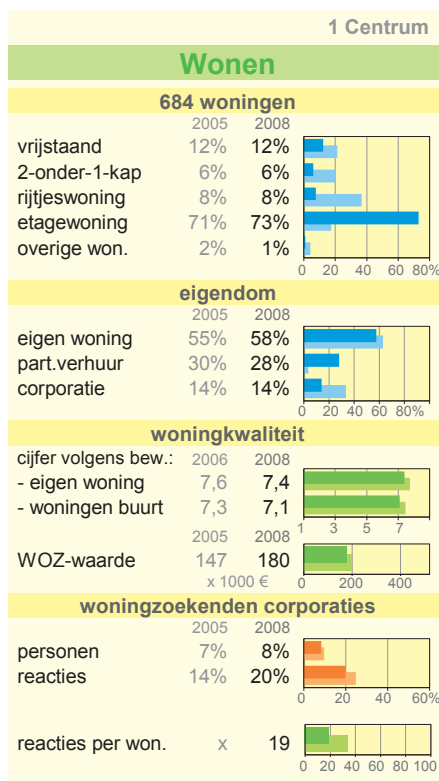 1 Centrum
Wonen
684 woningen
2005 2008
vrijstaand 12% 12%
2-onder-1-kap 6% 6%
rijtjeswoning 8% 8%
etagewoning 71% 73%
overige won. 2% 1%
0 20 40 60 80%
eigendom
2005 2008
eigen woning 55% 58%
part.verhuur 30% 28%
corporatie 14% 14%
0 20 40 60 80%
woningkwaliteit
cijfer volgens bew.: 2006 2008
- eigen woning 7,6 7,4
- woningen buurt 7,3 7,1
1 3 5 7
2005 2008
WOZ-waarde 147 180
x 1000 €
0 200 400
woningzoekenden corporaties
2005 2008
personen 7% 8%
reacties 14% 20%
0 20 40 60%
reacties per won. x 19
0 20 40 60 80 100